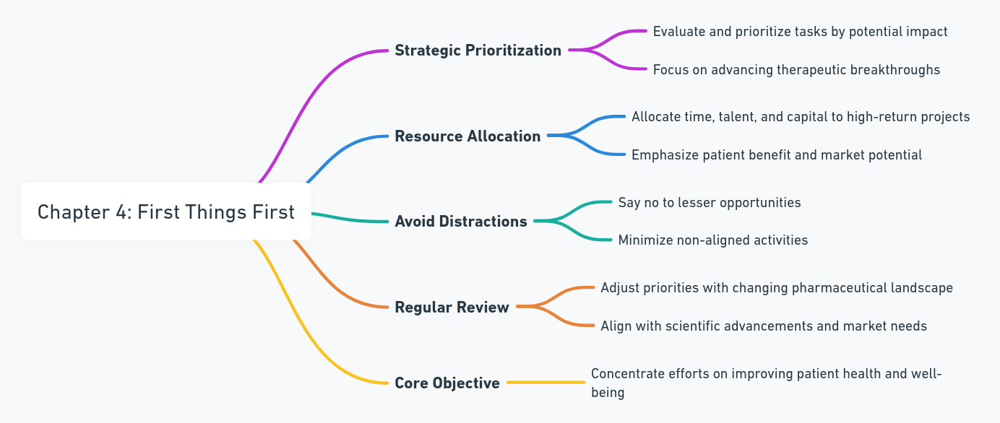 Chapter 4: First Things First
Strategic Prioritization
Evaluate and prioritize tasks by potential impact
Focus on advancing therapeutic breakthroughs
Resource Allocation
Allocate time, talent, and capital to high-return projects
Emphasize patient benefit and market potential
Avoid Distractions
Say no to lesser opportunities
Minimize non-aligned activities
Regular Review
Adjust priorities with changing pharmaceutical landscape
Align with scientific advancements and market needs
Core Objective
Concentrate efforts on improving patient health and well-
being